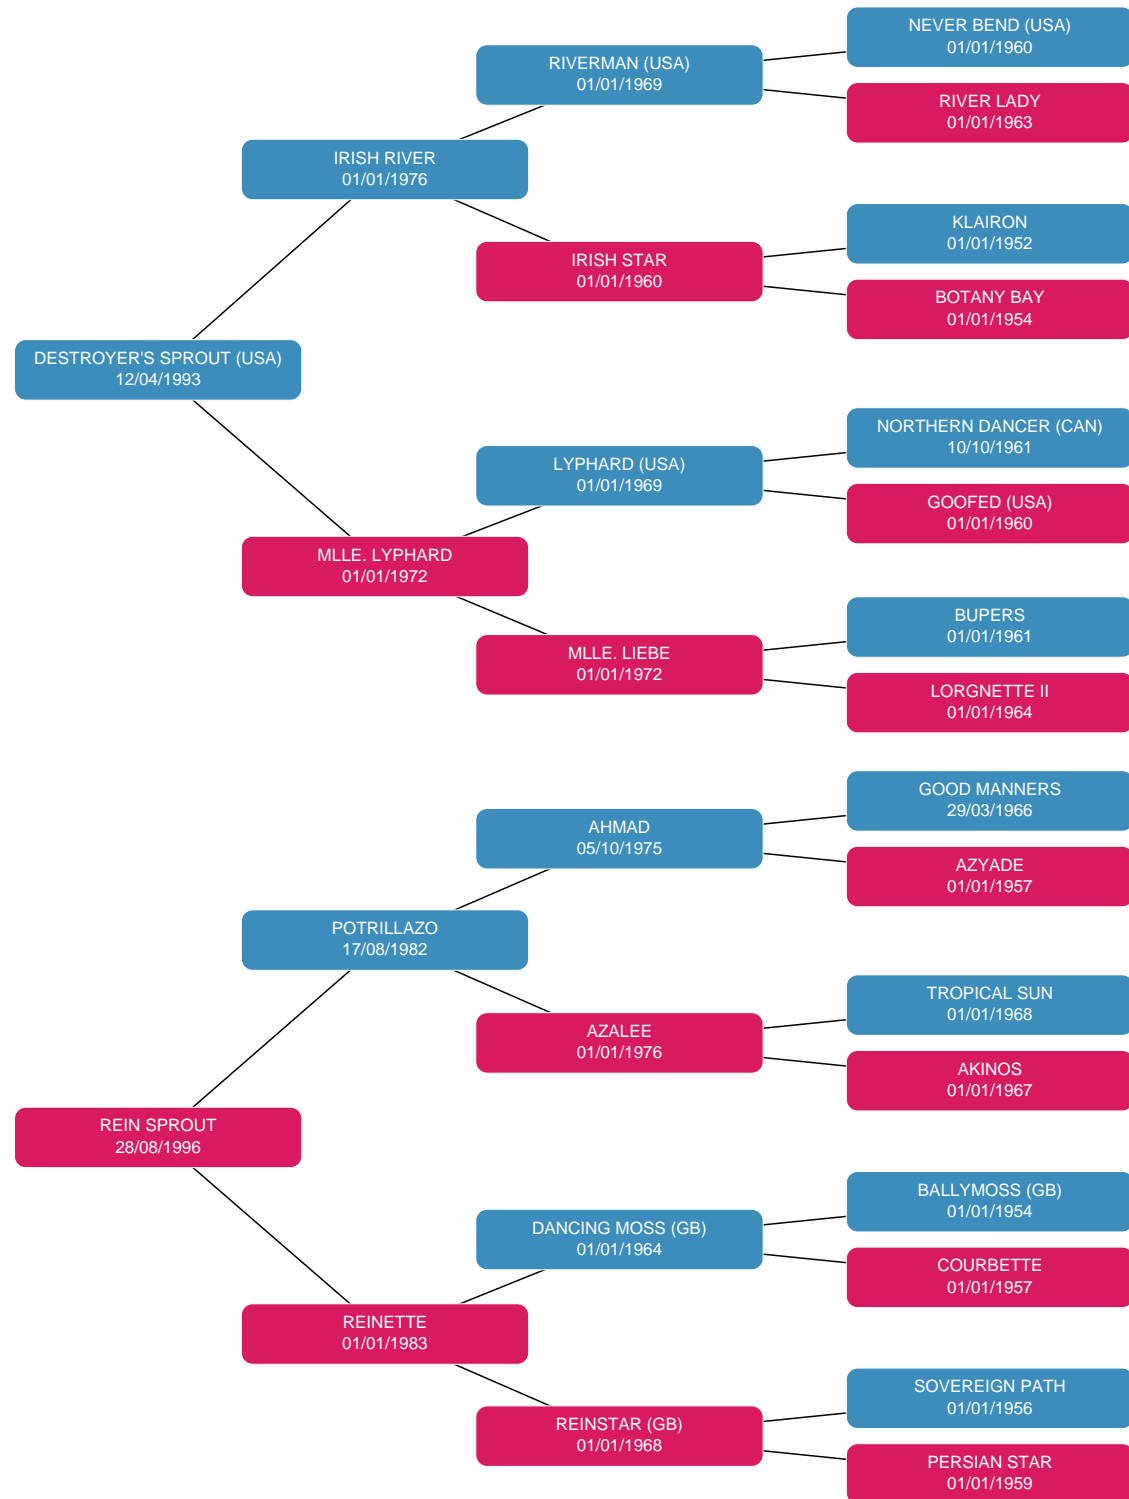 NEVER BEND (USA)
01/01/1960
RIVERMAN (USA)
01/01/1969
RIVER LADY
01/01/1963
IRISH RIVER
01/01/1976
KLAIRON
01/01/1952
IRISH STAR
01/01/1960
BOTANY BAY
01/01/1954
DESTROYER'S SPROUT (USA)
12/04/1993
NORTHERN DANCER (CAN)
10/10/1961
LYPHARD (USA)
01/01/1969
GOOFED (USA)
01/01/1960
MLLE. LYPHARD
01/01/1972
BUPERS
01/01/1961
MLLE. LIEBE
01/01/1972
LORGNETTE II
01/01/1964
GOOD MANNERS
29/03/1966
AHMAD
05/10/1975
AZYADE
01/01/1957
POTRILLAZO
17/08/1982
TROPICAL SUN
01/01/1968
AZALEE
01/01/1976
AKINOS
01/01/1967
REIN SPROUT
28/08/1996
BALLYMOSS (GB)
01/01/1954
DANCING MOSS (GB)
01/01/1964
COURBETTE
01/01/1957
REINETTE
01/01/1983
SOVEREIGN PATH
01/01/1956
REINSTAR (GB)
01/01/1968
PERSIAN STAR
01/01/1959